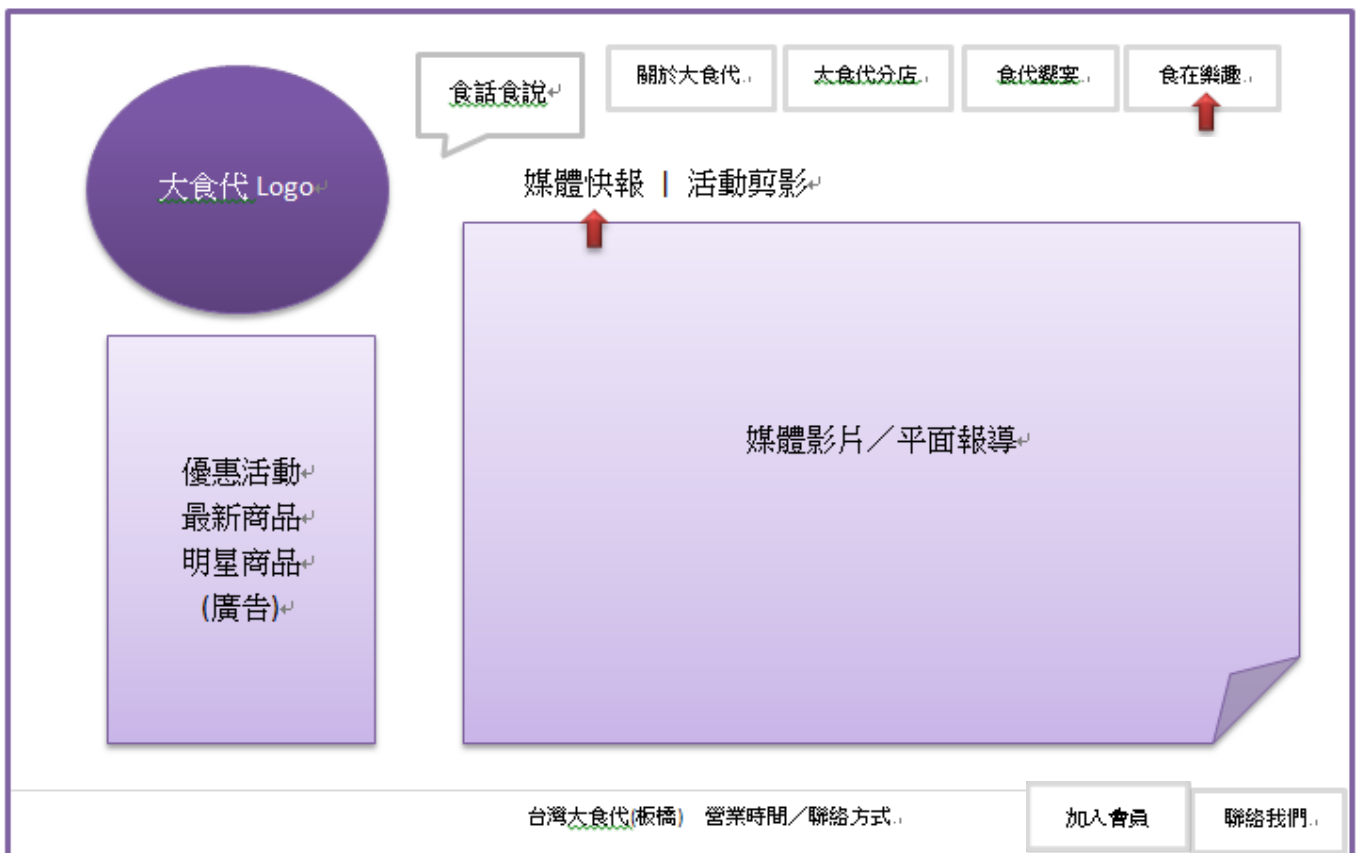 食話食說
關於大食代
大食代分店
食代饗宴
食在樂趣
大食代 Logo
媒體快報 | 活動剪影
媒體影片／平面報導
優惠活動
最新商品
明星商品
(廣告)
台灣大食代(板橋) 營業時間／聯絡方式
加入會員
聯絡我們